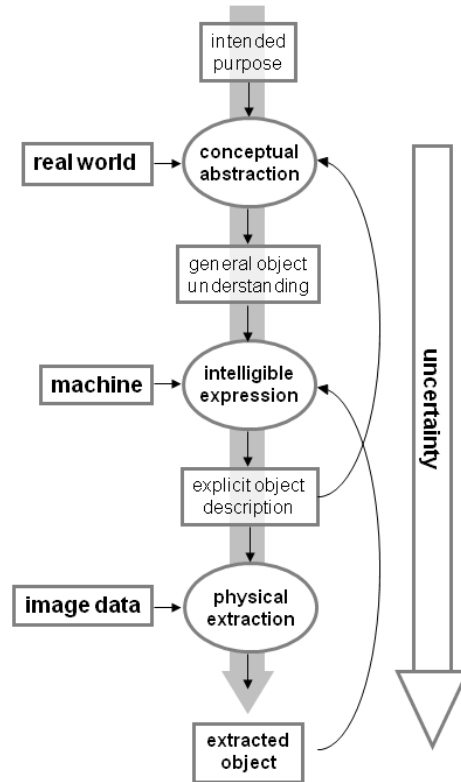 intended
purpose
real world
conceptual
abstraction
general object
understanding
machine
intelligible
expression
explicit object
description
image data
physical
extraction
extracted
object
uncertainty